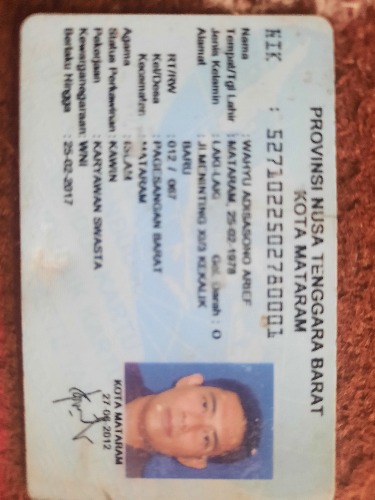 PROVINSI NUSA TENGGARA BARAT
KOTA MATARAM
NIK : 5271022502780001
Nama : WAHYU ADISASONO ARIEF
Tempat/Tgl Lahir : MATARAM, 25-02-1978
Jenis Kelamin : LAKI-LAKI Gol. Darah : O
Alamat : JL MENINTING XI/3 KEKALIK
BARU
RT/RW : 012 / 067
Kel/Desa : PAGESANGAN BARAT
Kecamatan : MATARAM
Agama : ISLAM
Status Perkawinan : KAWIN
Pekerjaan : KARYAWAN SWASTA
Kewarganegaraan: WNI
Berlaku Hingga : 25-02-2017
KOTA MATARAM
27-06-2012